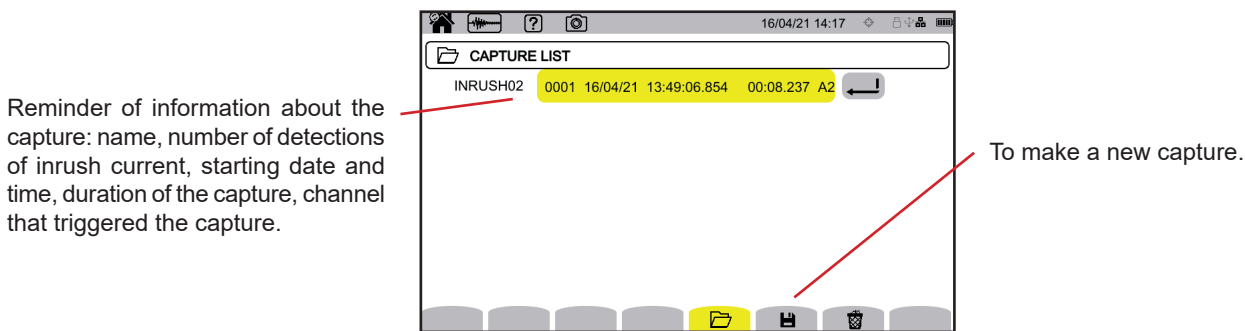 ?
16/04/21 14:17
CAPTURE LIST
INRUSH02 0001 16/04/21 13:49:06.854 00:08.237 A2
Reminder of information about the
capture: name, number of detections
of inrush current, starting date and
time, duration of the capture, channel
that triggered the capture.
To make a new capture.